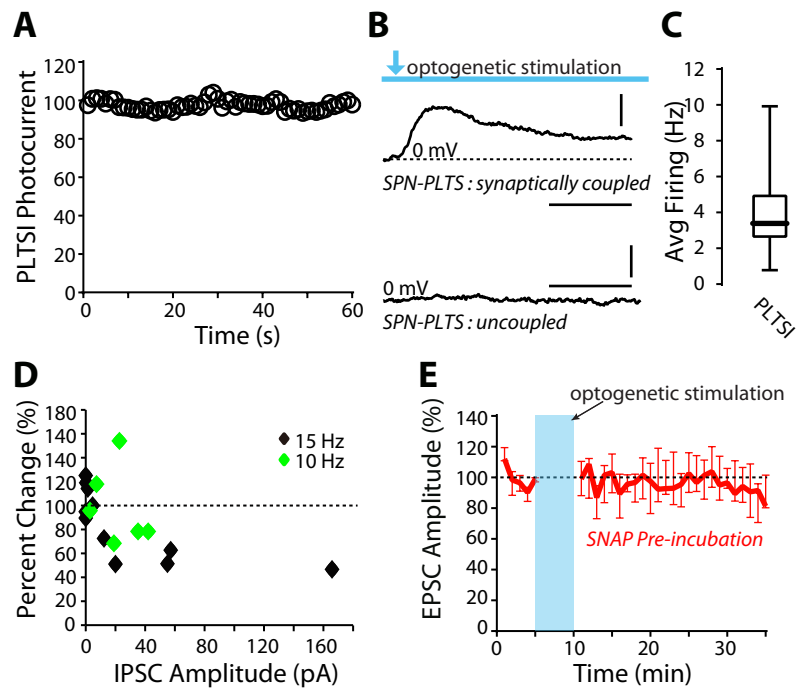 A
PLTSI Photocurrent
120
100
80
60
40
20
0
0
20
40
60
Time (s)
B
optogenetic stimulation
0 mV
SPN-PLTS : synaptically coupled
0 mV
SPN-PLTS : uncoupled
C
Avg Firing (Hz)
12
10
8
6
4
2
0
PLTSI
D
Percent Change (%)
180
160
140
120
100
80
60
40
20
0
15 Hz
10 Hz
0
40
80
120
160
IPSC Amplitude (pA)
E
optogenetic stimulation
EPSC Amplitude (%)
140
120
100
80
60
40
20
0
SNAP Pre-incubation
0
10
20
30
Time (min)